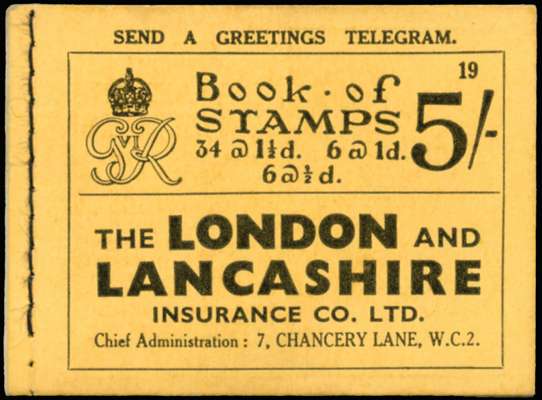 SEND A GREETINGS TELEGRAM.
19
GVIR
Book · of
STAMPS
5/-
34 @ 1½d. 6 @ 1d.
6 @ ½d.
THE LONDON AND
LANCASHIRE
INSURANCE CO. LTD.
Chief Administration : 7, CHANCERY LANE, W.C.2.